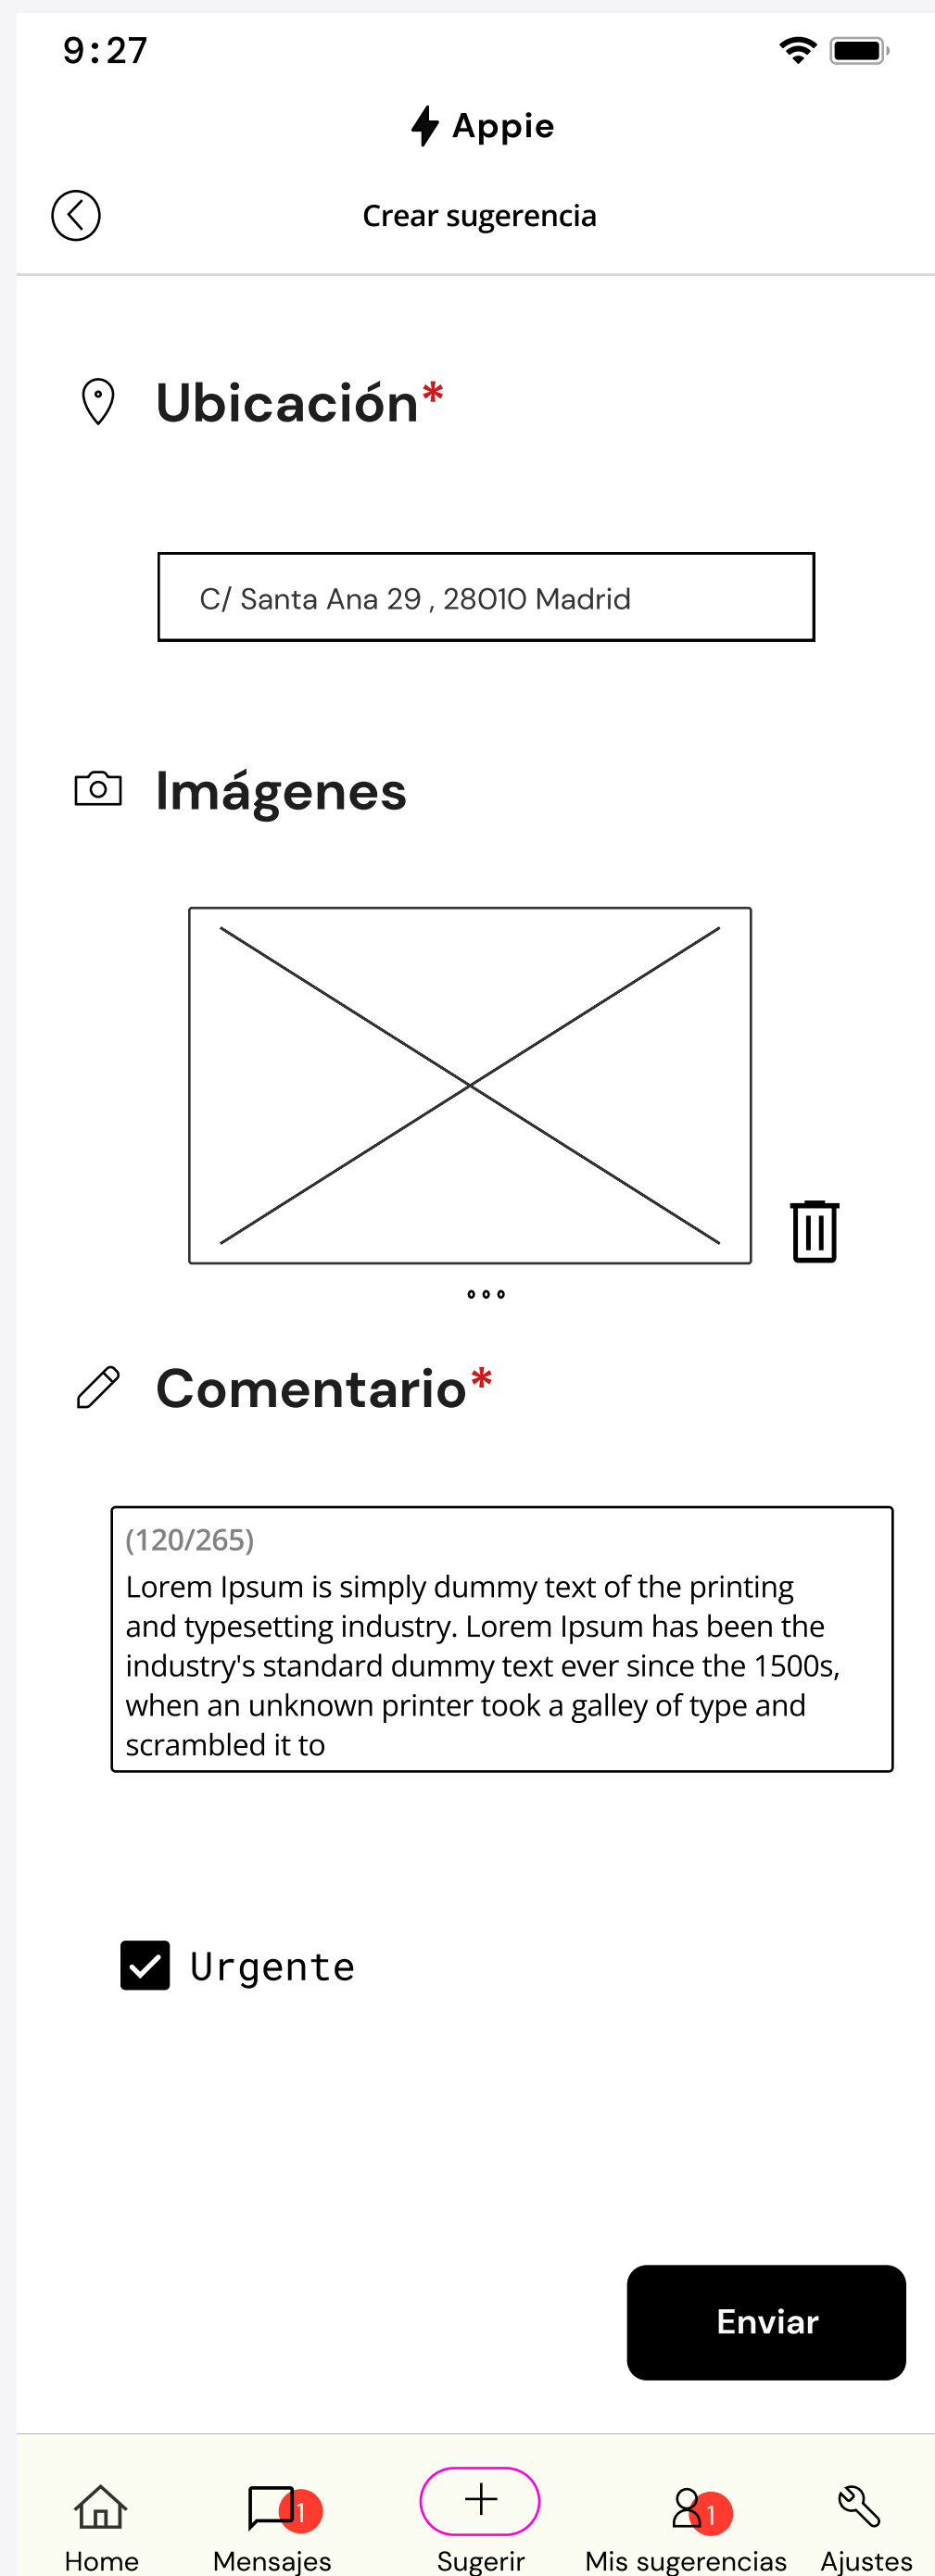 9:27
Appie
Crear sugerencia
Ubicación*
C/ Santa Ana 29 , 28010 Madrid
Imágenes
Comentario*
(120/265)
Lorem Ipsum is simply dummy text of the printing
and typesetting industry. Lorem Ipsum has been the
industry's standard dummy text ever since the 1500s,
when an unknown printer took a galley of type and
scrambled it to
Urgente
Enviar
1
1
Home Mensajes Sugerir Mis sugerencias Ajustes